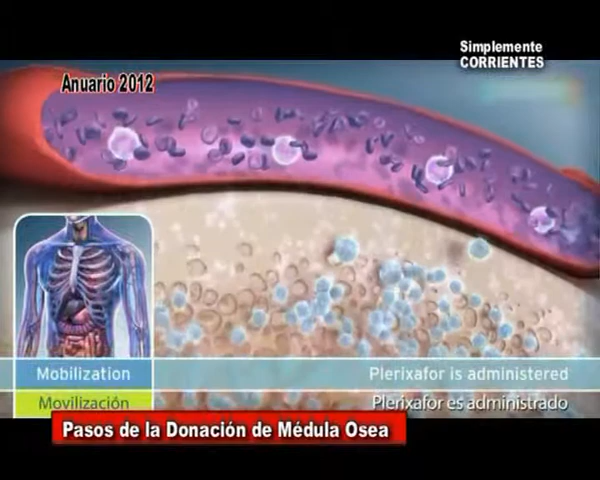 Simplemente
CORRIENTES
Anuario 2012
Mobilization
Plerixafor is administered
Movilización
Plerixafor es administrado
Pasos de la Donación de Médula Osea